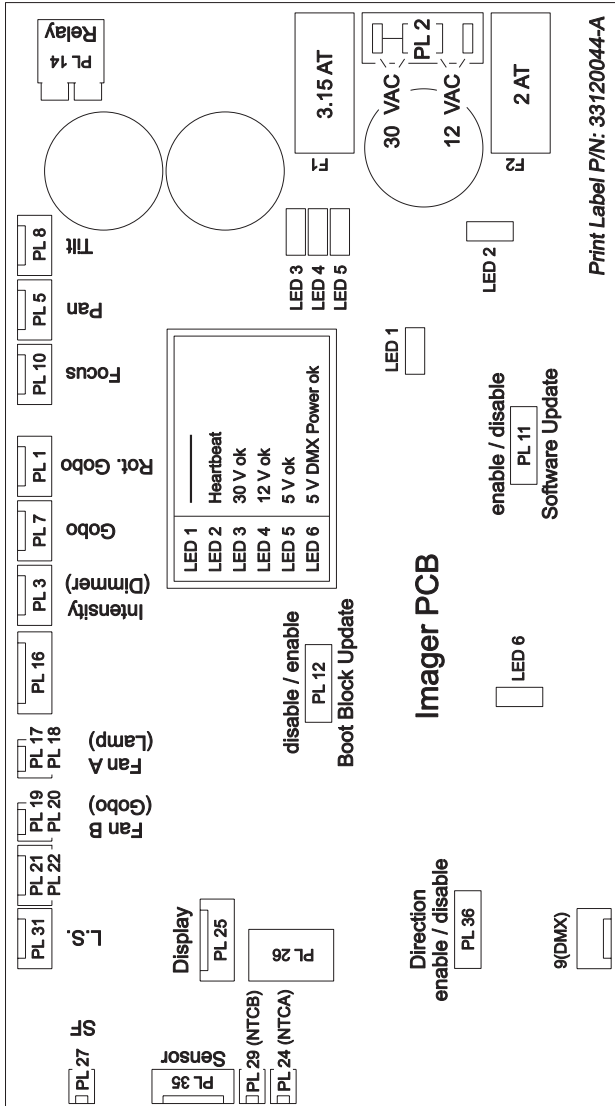 Relay
PL 14
PL 8
Tilt
PL 5
Pan
PL 10
Focus
PL 1
Rot. Gobo
PL 7
Gobo
PL 3
Intensity
(Dimmer)
PL 16
PL 17
PL 18
Fan A
(Lamp)
PL 19
PL 20
Fan B
(Gobo)
PL 21
PL 22
PL 31
L.S.
PL 27
SF
3.15 AT
F1
PL 2
30 VAC
12 VAC
2 AT
F2
LED 3
LED 4
LED 5
LED 2
LED 1
LED 1
LED 2 Heartbeat
LED 3 30 V ok
LED 4 12 V ok
LED 5 5 V ok
LED 6 5 V DMX Power ok
disable / enable
PL 12
Boot Block Update
enable / disable
PL 11
Software Update
Imager PCB
LED 6
Display
PL 25
PL 26
Sensor
PL 35
PL 29 (NTCB)
PL 24 (NTCA)
Direction
enable / disable
PL 36
9(DMX)
Print Label P/N: 33120044-A